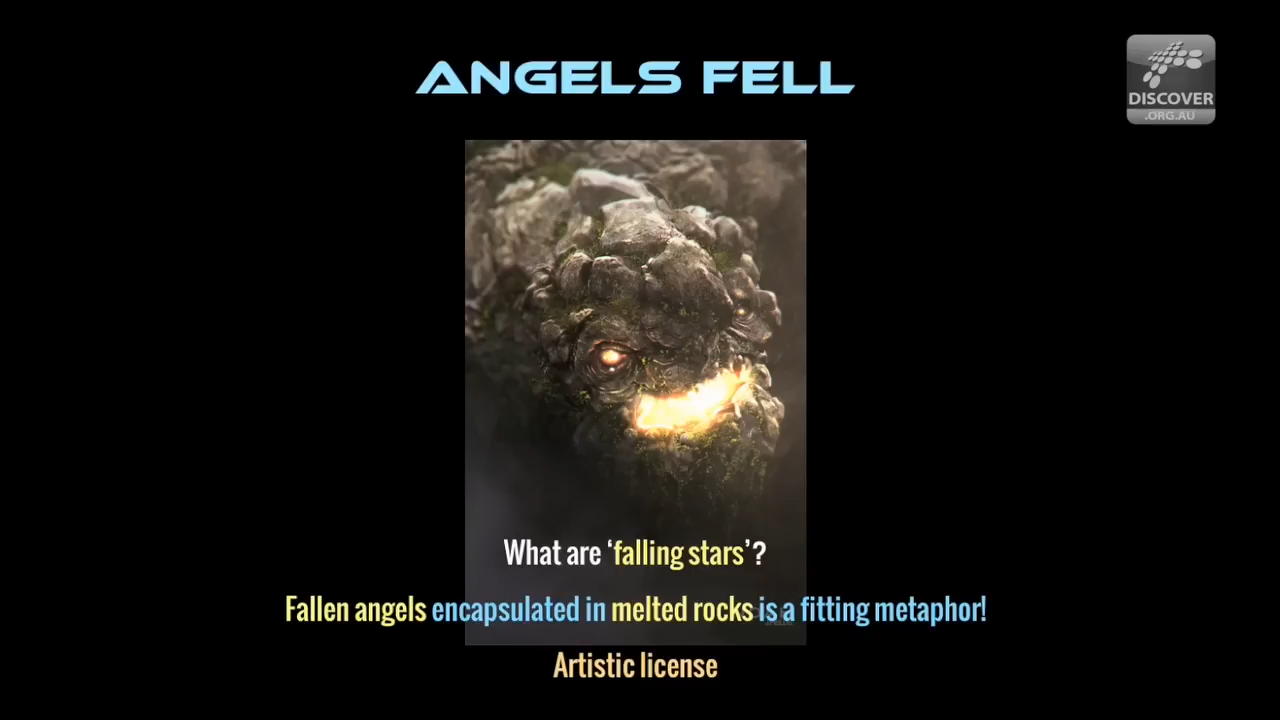 ANGELS FELL
DISCOVER
.ORG.AU
What are ‘falling stars’?
Fallen angels encapsulated in melted rocks is a fitting metaphor!
Artistic license